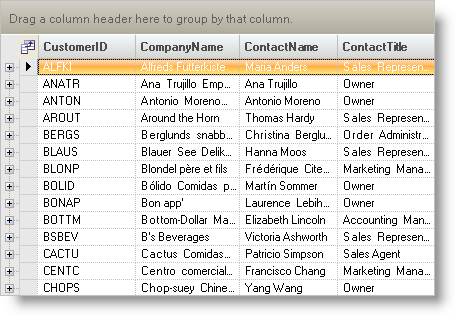 Drag a column header here to group by that column.
CustomerID CompanyName ContactName ContactTitle
ALFKI Alfreds Futterkiste Maria Anders Sales Represen...
ANATR Ana Trujillo Emp... Ana Trujillo Owner
ANTON Antonio Moreno... Antonio Moreno Owner
AROUT Around the Horn Thomas Hardy Sales Represen...
BERGS Berglunds snabb... Christina Berglu... Order Administr...
BLAUS Blauer See Delik... Hanna Moos Sales Represen...
BLONP Blondel père et fils Frédérique Cite... Marketing Mana...
BOLID Bólido Comidas p... Martín Sommer Owner
BONAP Bon app' Laurence Lebih... Owner
BOTTM Bottom-Dollar Ma... Elizabeth Lincoln Accounting Man...
BSBEV B's Beverages Victoria Ashworth Sales Represen...
CACTU Cactus Comidas... Patricio Simpson Sales Agent
CENTC Centro comercial... Francisco Chang Marketing Mana...
CHOPS Chop-suey Chine... Yang Wang Owner